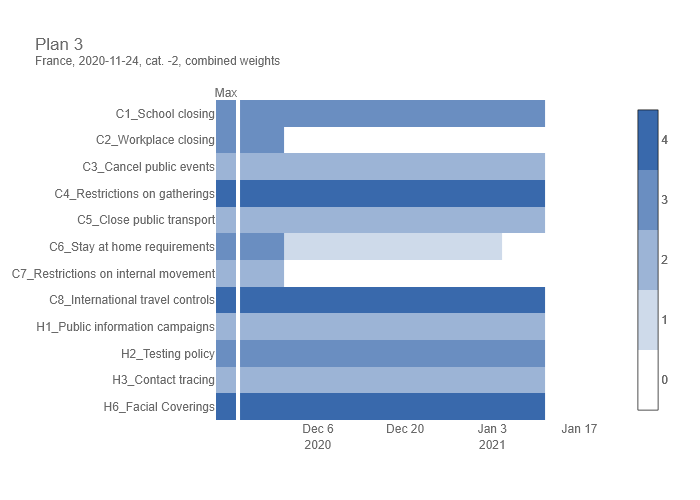 Plan 3
France, 2020-11-24, cat. -2, combined weights
Max
C1_School closing
C2_Workplace closing
C3_Cancel public events
C4_Restrictions on gatherings
C5_Close public transport
C6_Stay at home requirements
C7_Restrictions on internal movement
C8_International travel controls
H1_Public information campaigns
H2_Testing policy
H3_Contact tracing
H6_Facial Coverings
Dec 6 Dec 20 Jan 3 Jan 17
2020 2021
4
3
2
1
0